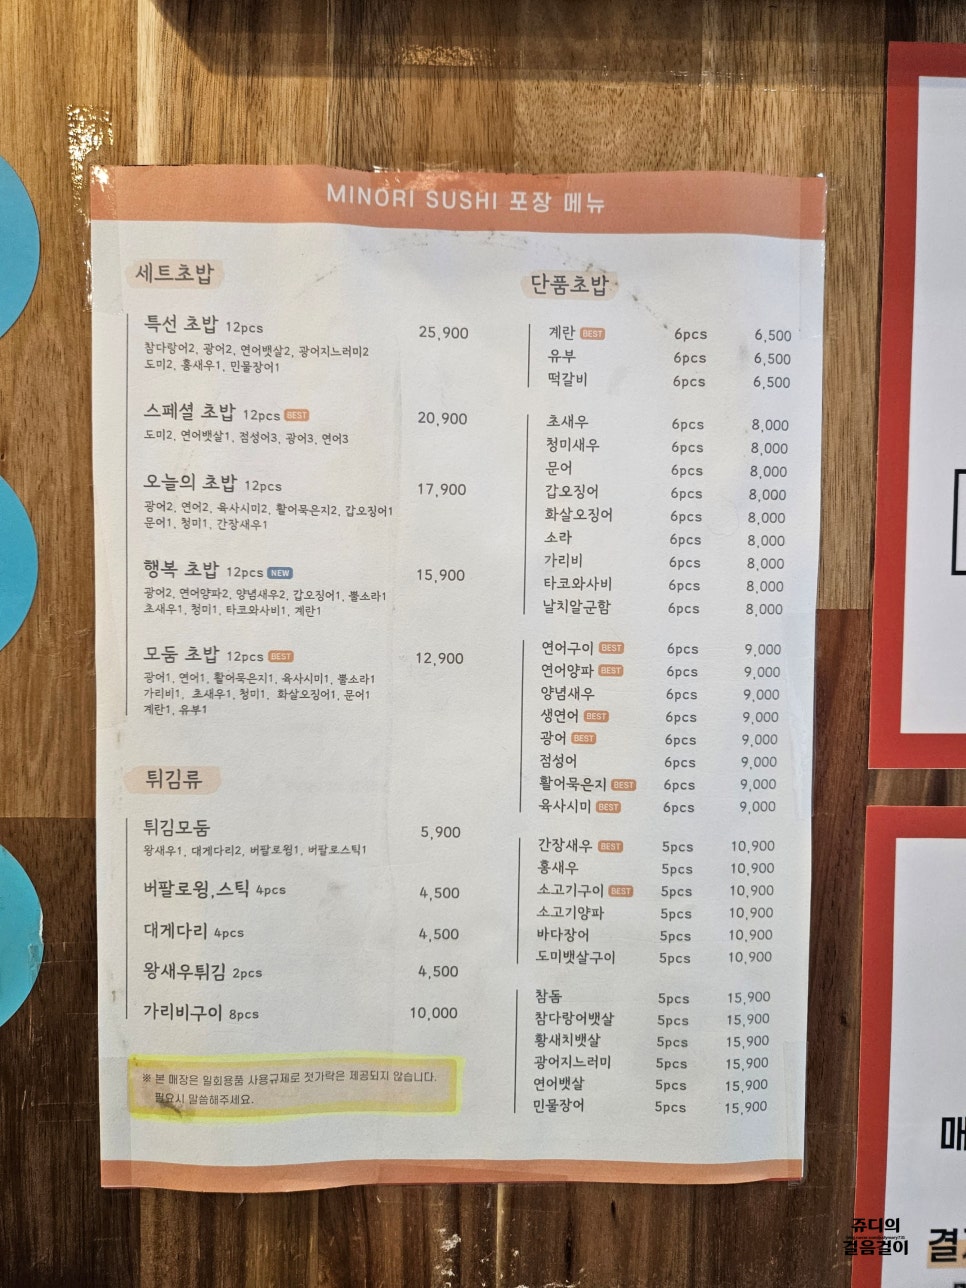 MINORI SUSHI 포장 메뉴
세트초밥
특선 초밥 12pcs 25,900
참다랑어2, 광어2, 연어뱃살2, 광어지느러미2
도미2, 홍새우1, 민물장어1
스페셜 초밥 12pcs BEST 20,900
도미2, 연어뱃살1, 점성어3, 광어3, 연어3
오늘의 초밥 12pcs 17,900
광어2, 연어2, 육사시미2, 활어묵은지2, 갑오징어1
문어1, 청미1, 간장새우1
행복 초밥 12pcs NEW 15,900
광어2, 연어양파2, 양념새우2, 갑오징어1, 뿔소라1
초새우1, 청미1, 타코와사비1, 계란1
모둠 초밥 12pcs BEST 12,900
광어1, 연어1, 활어묵은지1, 육사시미1, 뿔소라1
가리비1, 초새우1, 청미1, 화살오징어1, 문어1
계란1, 유부1
튀김류
튀김모둠 5,900
왕새우1, 대게다리2, 버팔로윙1, 버팔로스틱1
버팔로윙,스틱 4pcs 4,500
대게다리 4pcs 4,500
왕새우튀김 2pcs 4,500
가리비구이 8pcs 10,000
※ 본 매장은 일회용품 사용규제로 젓가락은 제공되지 않습니다.
필요시 말씀해주세요.
단품초밥
계란 BEST 6pcs 6,500
유부 6pcs 6,500
떡갈비 6pcs 6,500
초새우 6pcs 8,000
청미새우 6pcs 8,000
문어 6pcs 8,000
갑오징어 6pcs 8,000
화살오징어 6pcs 8,000
소라 6pcs 8,000
가리비 6pcs 8,000
타코와사비 6pcs 8,000
날치알군함 6pcs 8,000
연어구이 BEST 6pcs 9,000
연어양파 BEST 6pcs 9,000
양념새우 6pcs 9,000
생연어 BEST 6pcs 9,000
광어 BEST 6pcs 9,000
점성어 6pcs 9,000
활어묵은지 BEST 6pcs 9,000
육사시미 BEST 6pcs 9,000
간장새우 BEST 5pcs 10,900
홍새우 5pcs 10,900
소고기구이 BEST 5pcs 10,900
소고기양파 5pcs 10,900
바다장어 5pcs 10,900
도미뱃살구이 5pcs 10,900
참돔 5pcs 15,900
참다랑어뱃살 5pcs 15,900
황새치뱃살 5pcs 15,900
광어지느러미 5pcs 15,900
연어뱃살 5pcs 15,900
민물장어 5pcs 15,900
매
결
쥬디의
걸음걸이